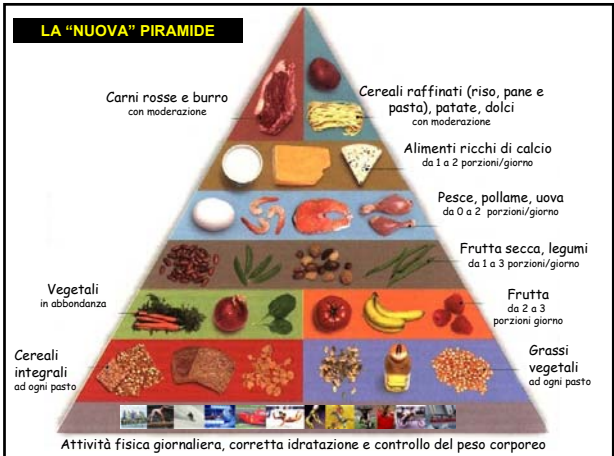 LA “NUOVA” PIRAMIDE
Carni rosse e burro
con moderazione
Cereali raffinati (riso, pane e
pasta), patate, dolci
con moderazione
Alimenti ricchi di calcio
da 1 a 2 porzioni/giorno
Pesce, pollame, uova
da 0 a 2 porzioni/giorno
Frutta secca, legumi
da 1 a 3 porzioni/giorno
Vegetali
in abbondanza
Frutta
da 2 a 3
porzioni giorno
Cereali
integrali
ad ogni pasto
Grassi
vegetali
ad ogni pasto
Attività fisica giornaliera, corretta idratazione e controllo del peso corporeo